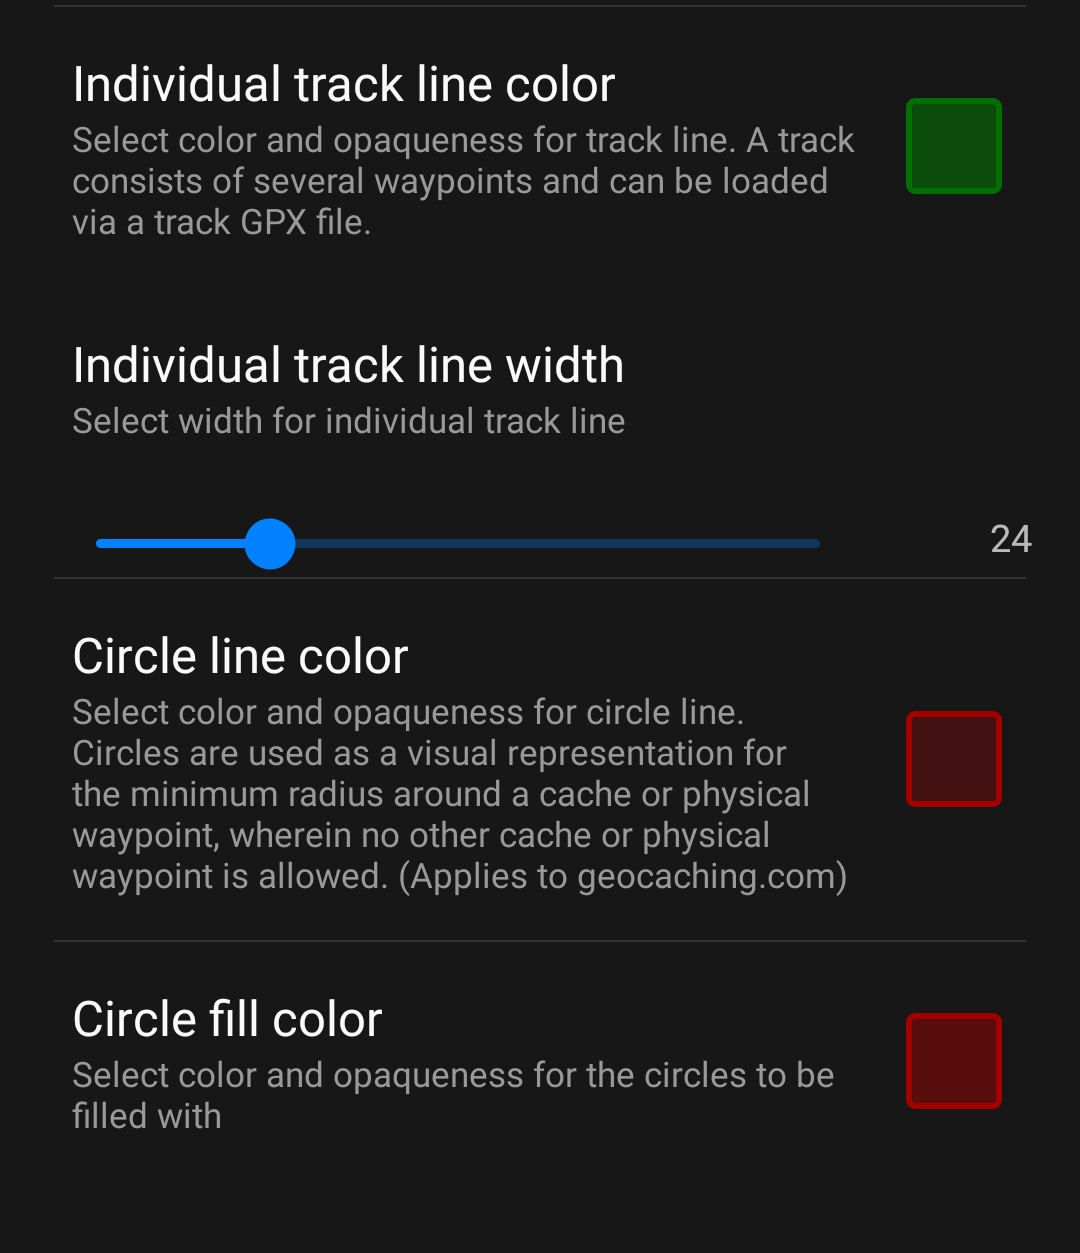 Individual track line color
Select color and opaqueness for track line. A track
consists of several waypoints and can be loaded
via a track GPX file.
Individual track line width
Select width for individual track line
24
Circle line color
Select color and opaqueness for circle line.
Circles are used as a visual representation for
the minimum radius around a cache or physical
waypoint, wherein no other cache or physical
waypoint is allowed. (Applies to geocaching.com)
Circle fill color
Select color and opaqueness for the circles to be
filled with